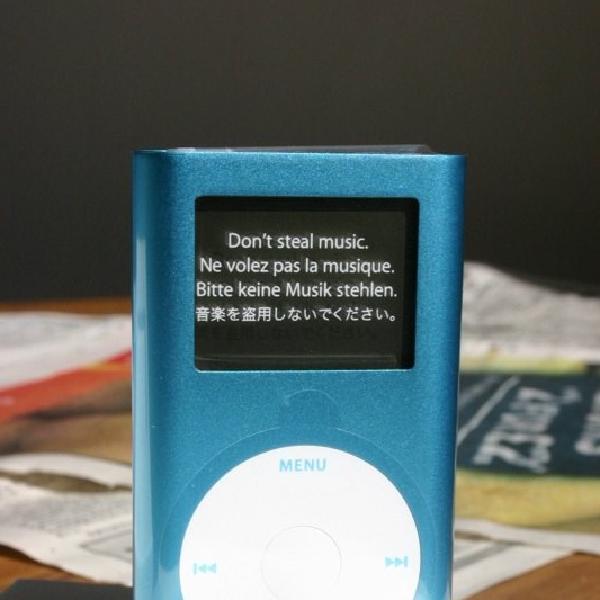 Don't steal music.
Ne volez pas la musique.
Bitte keine Musik stehlen.
音楽を盗用しないでください。
MENU